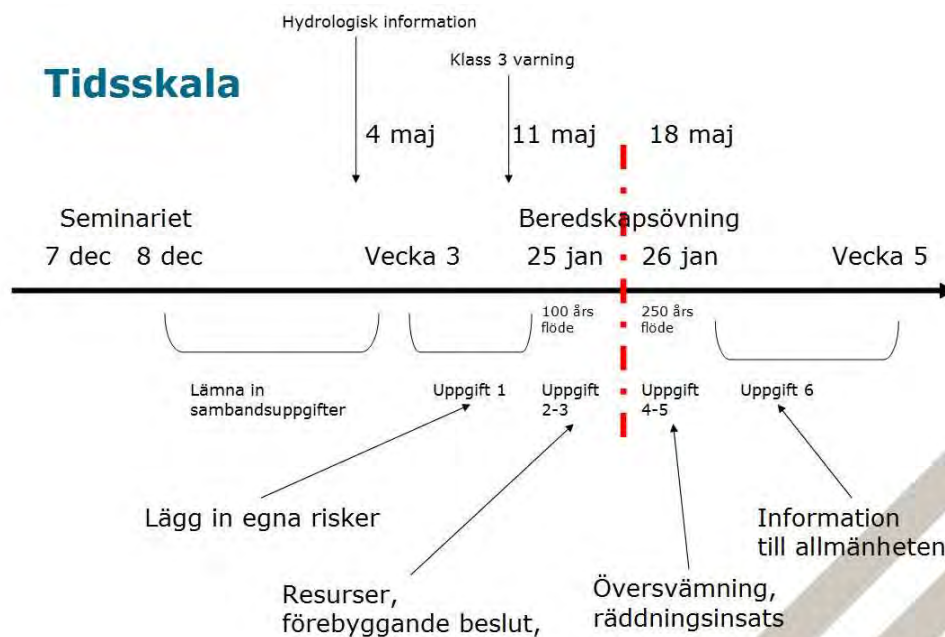 Hydrologisk information
Klass 3 varning
Tidsskala
4 maj
11 maj
18 maj
Seminariet
Beredskapsövning
7 dec
8 dec
Vecka 3
25 jan
26 jan
Vecka 5
100 års
flöde
250 års
flöde
Lämna in
sambandsuppgifter
Uppgift 1
Uppgift
2-3
Uppgift
4-5
Uppgift 6
Lägg in egna risker
Information
till allmänheten
Resurser,
förebyggande beslut,
Översvämning,
räddningsinsats